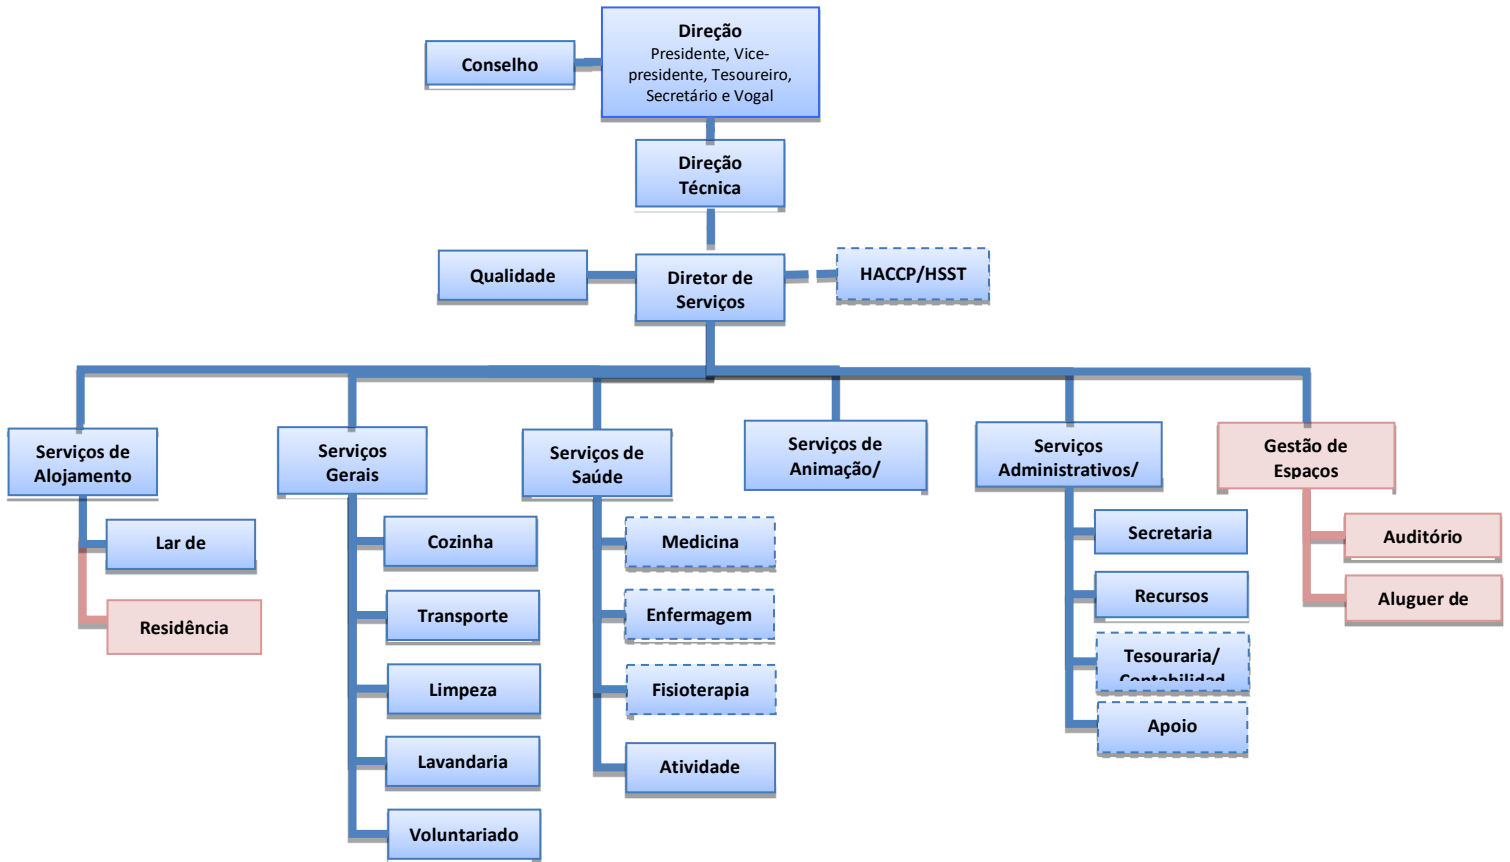 Direção
Presidente, Vice-
presidente, Tesoureiro,
Secretário e Vogal
Conselho
Direção
Técnica
Qualidade
Diretor de
Serviços
HACCP/HSST
Serviços de
Alojamento
Lar de
Residência
Serviços
Gerais
Cozinha
Transporte
Limpeza
Lavandaria
Voluntariado
Serviços de
Saúde
Medicina
Enfermagem
Fisioterapia
Atividade
Serviços de
Animação/
Serviços
Administrativos/
Secretaria
Recursos
Tesouraria/
Contabilidad
Apoio
Gestão de
Espaços
Auditório
Aluguer de